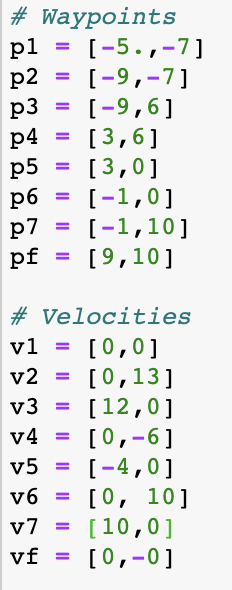 # Waypoints
p1 = [-5.,-7]
p2 = [-9,-7]
p3 = [-9,6]
p4 = [3,6]
p5 = [3,0]
p6 = [-1,0]
p7 = [-1,10]
pf = [9,10]
# Velocities
v1 = [0,0]
v2 = [0,13]
v3 = [12,0]
v4 = [0,-6]
v5 = [-4,0]
v6 = [0, 10]
v7 = [10,0]
vf = [0,-0]